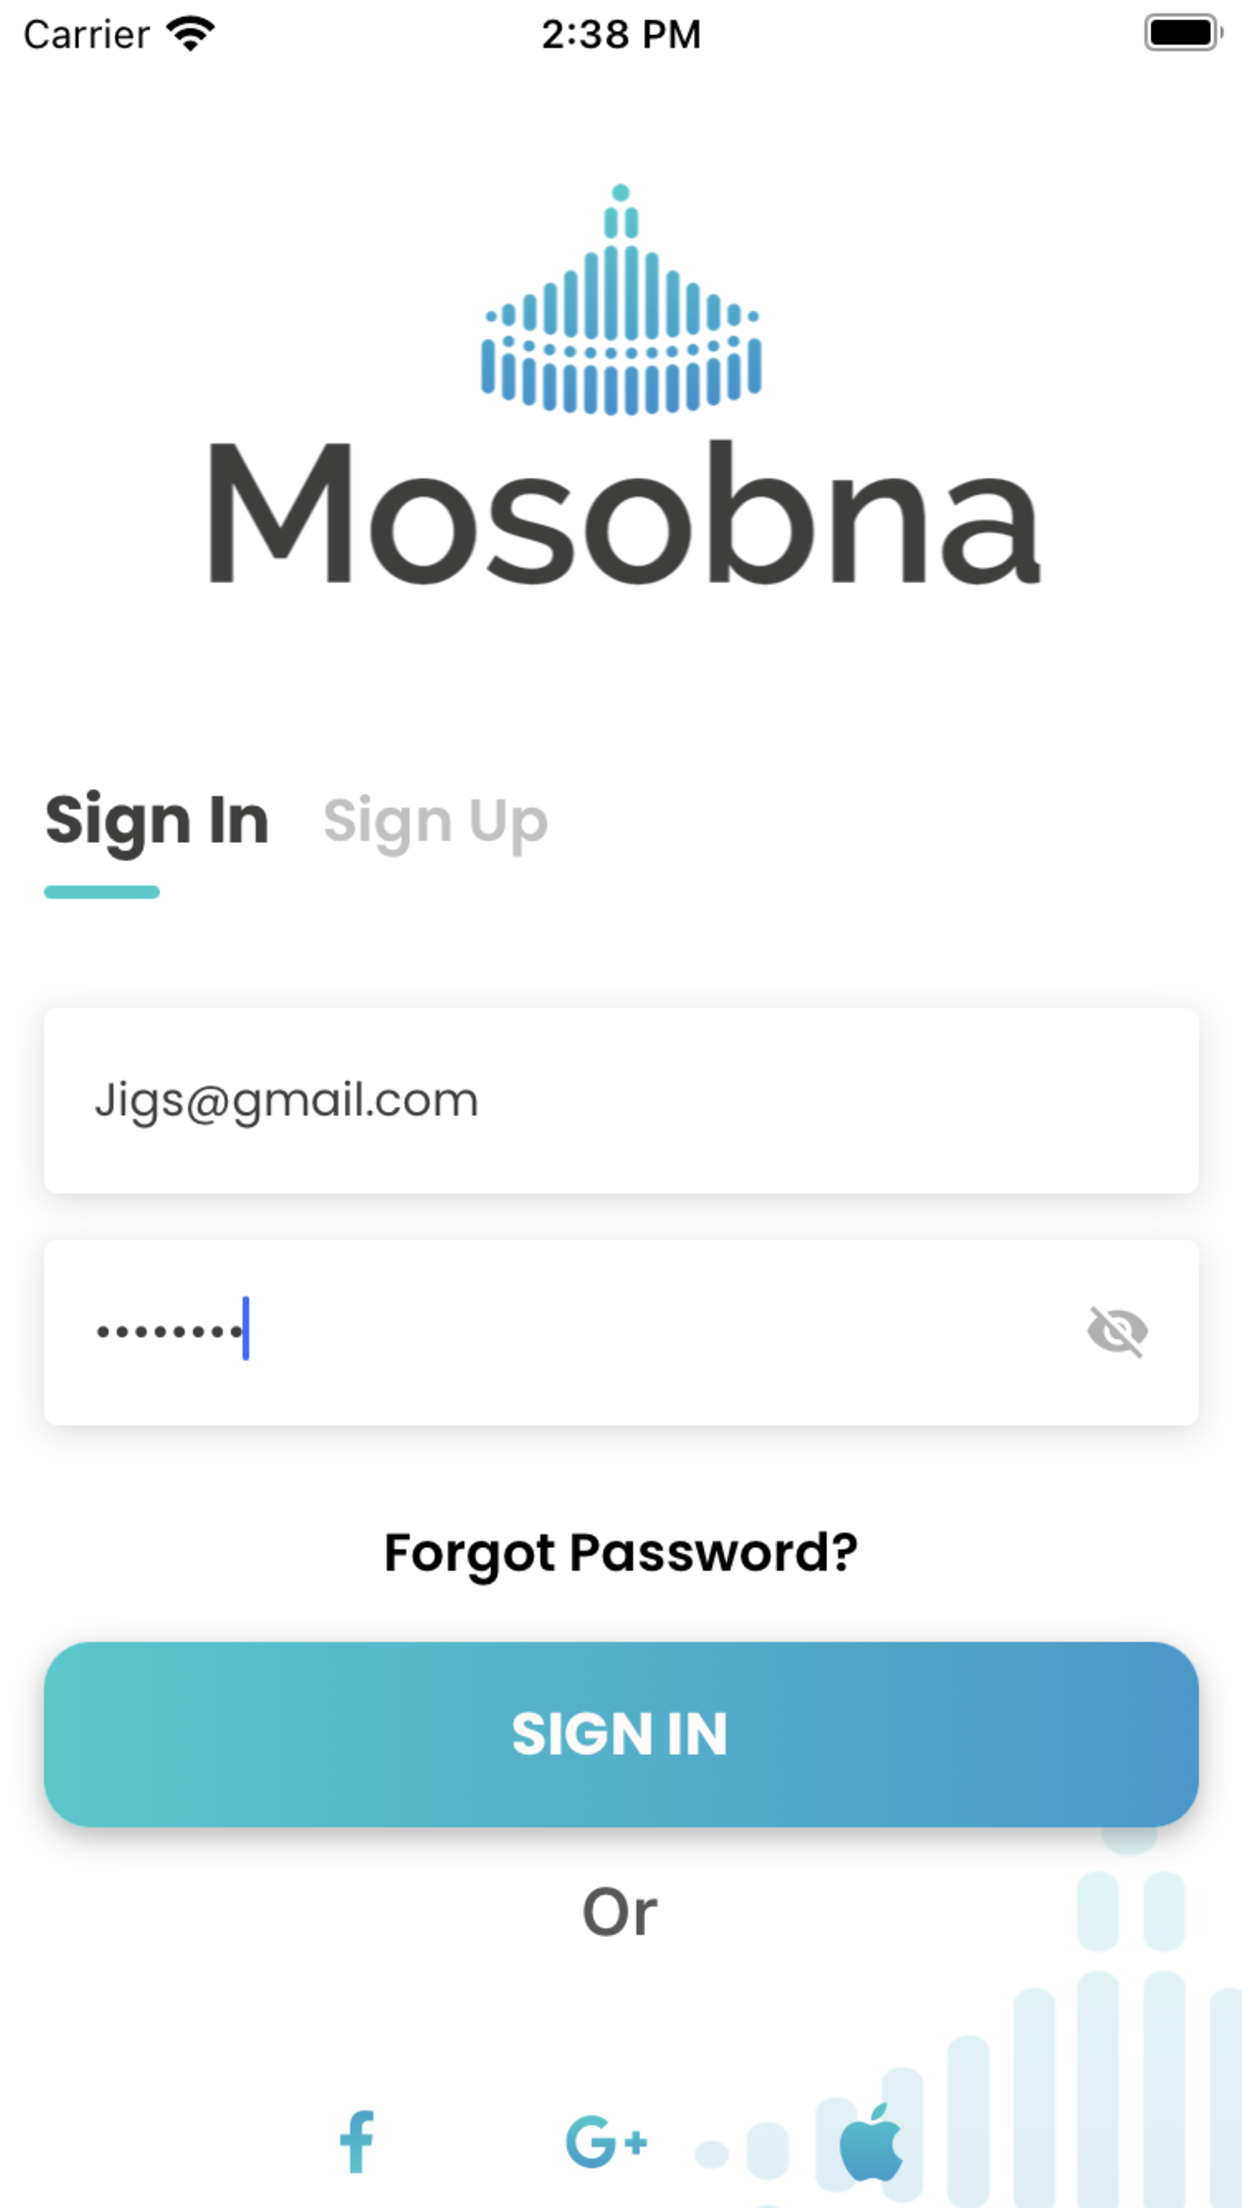 Carrier 2:38 PM
Mosobna
Sign In Sign Up
Jigs@gmail.com
••••••••
Forgot Password?
SIGN IN
Or
f G+